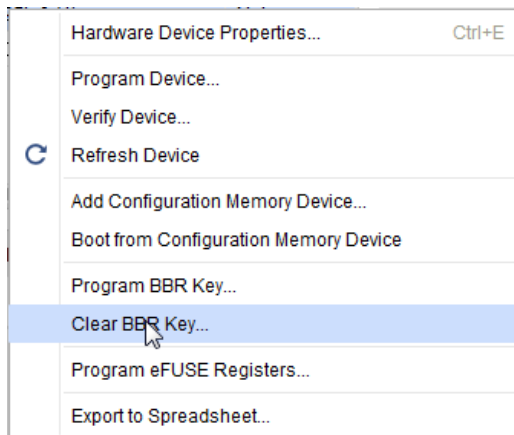 Hardware Device Properties... Ctrl+E
Program Device...
Verify Device...
Refresh Device
Add Configuration Memory Device...
Boot from Configuration Memory Device
Program BBR Key...
Clear BBR Key...
Program eFUSE Registers...
Export to Spreadsheet...